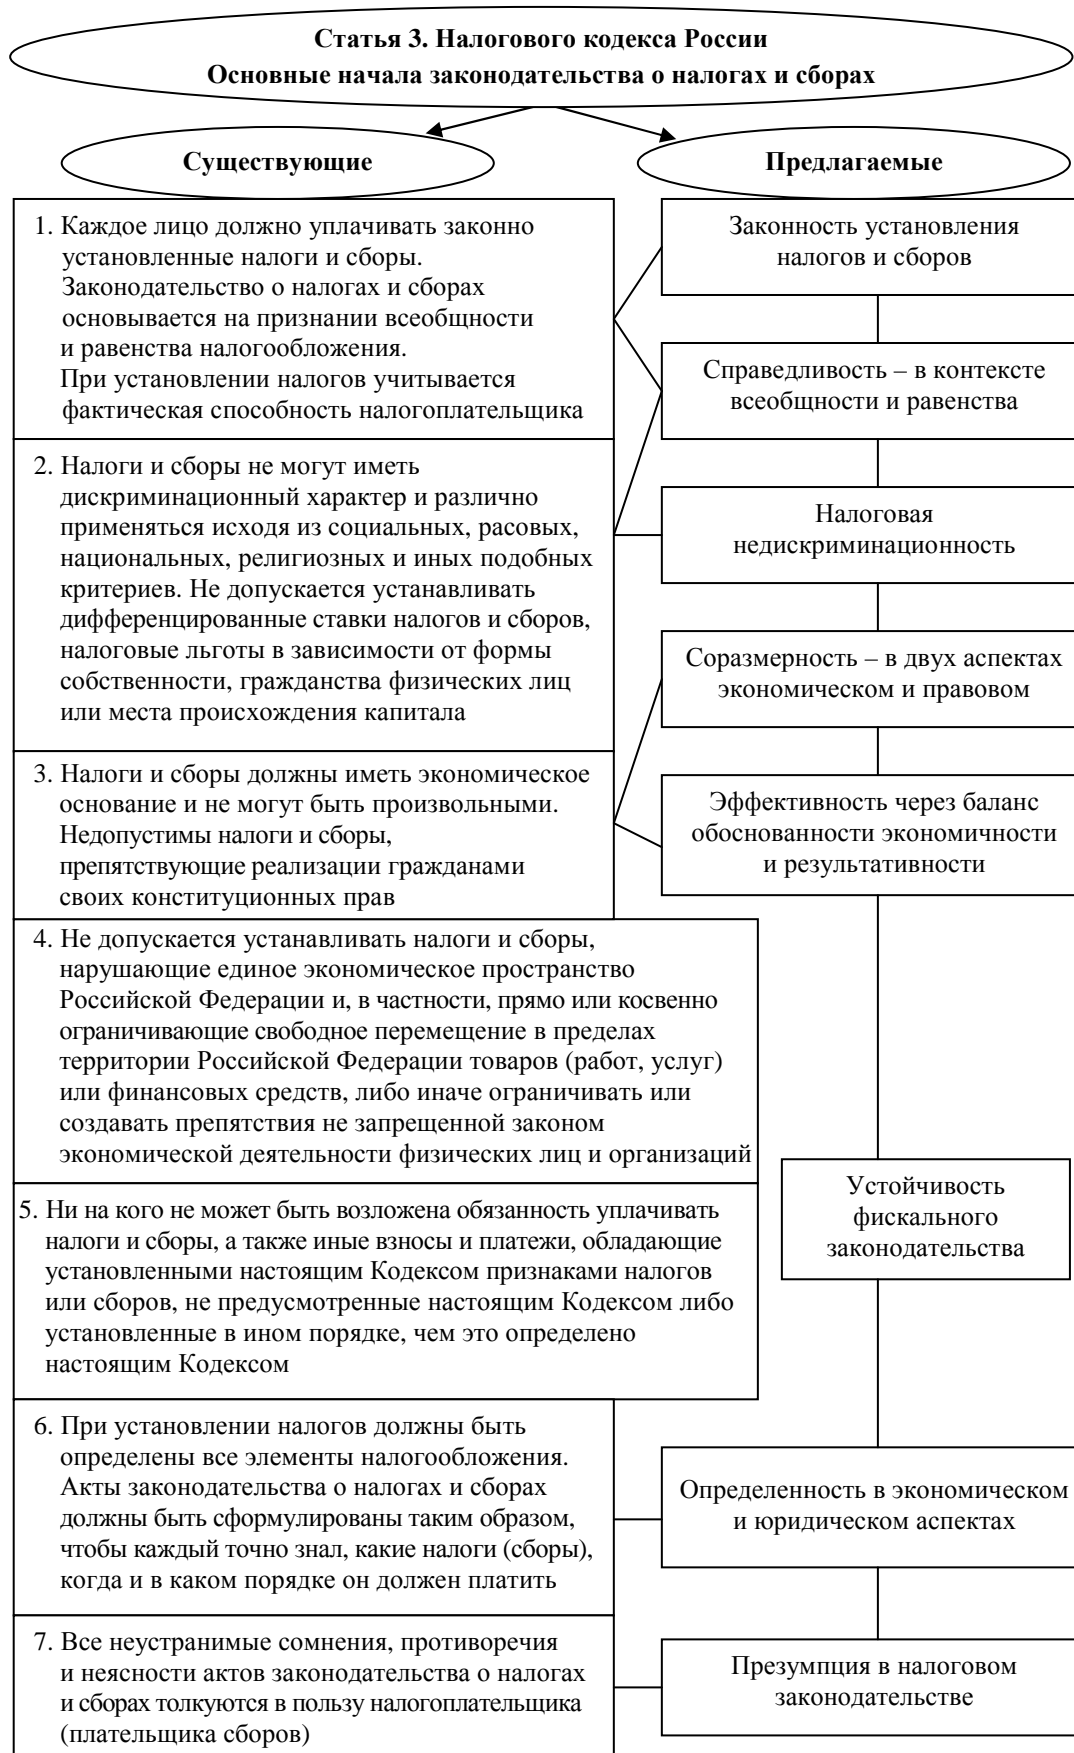 Статья 3. Налогового кодекса России
Основные начала законодательства о налогах и сборах
Существующие
Предлагаемые
1. Каждое лицо должно уплачивать законно
установленные налоги и сборы.
Законодательство о налогах и сборах
основывается на признании всеобщности
и равенства налогообложения.
При установлении налогов учитывается
фактическая способность налогоплательщика
2. Налоги и сборы не могут иметь
дискриминационный характер и различно
применяться исходя из социальных, расовых,
национальных, религиозных и иных подобных
критериев. Не допускается устанавливать
дифференцированные ставки налогов и сборов,
налоговые льготы в зависимости от формы
собственности, гражданства физических лиц
или места происхождения капитала
3. Налоги и сборы должны иметь экономическое
основание и не могут быть произвольными.
Недопустимы налоги и сборы,
препятствующие реализации гражданами
своих конституционных прав
4. Не допускается устанавливать налоги и сборы,
нарушающие единое экономическое пространство
Российской Федерации и, в частности, прямо или косвенно
ограничивающие свободное перемещение в пределах
территории Российской Федерации товаров (работ, услуг)
или финансовых средств, либо иначе ограничивать или
создавать препятствия не запрещенной законом
экономической деятельности физических лиц и организаций
5. Ни на кого не может быть возложена обязанность уплачивать
налоги и сборы, а также иные взносы и платежи, обладающие
установленными настоящим Кодексом признаками налогов
или сборов, не предусмотренные настоящим Кодексом либо
установленные в ином порядке, чем это определено
настоящим Кодексом
6. При установлении налогов должны быть
определены все элементы налогообложения.
Акты законодательства о налогах и сборах
должны быть сформулированы таким образом,
чтобы каждый точно знал, какие налоги (сборы),
когда и в каком порядке он должен платить
7. Все неустранимые сомнения, противоречия
и неясности актов законодательства о налогах
и сборах толкуются в пользу налогоплательщика
(плательщика сборов)
Законность установления
налогов и сборов
Справедливость – в контексте
всеобщности и равенства
Налоговая
недискриминационность
Соразмерность – в двух аспектах
экономическом и правовом
Эффективность через баланс
обоснованности экономичности
и результативности
Устойчивость
фискального
законодательства
Определенность в экономическом
и юридическом аспектах
Презумпция в налоговом
законодательстве